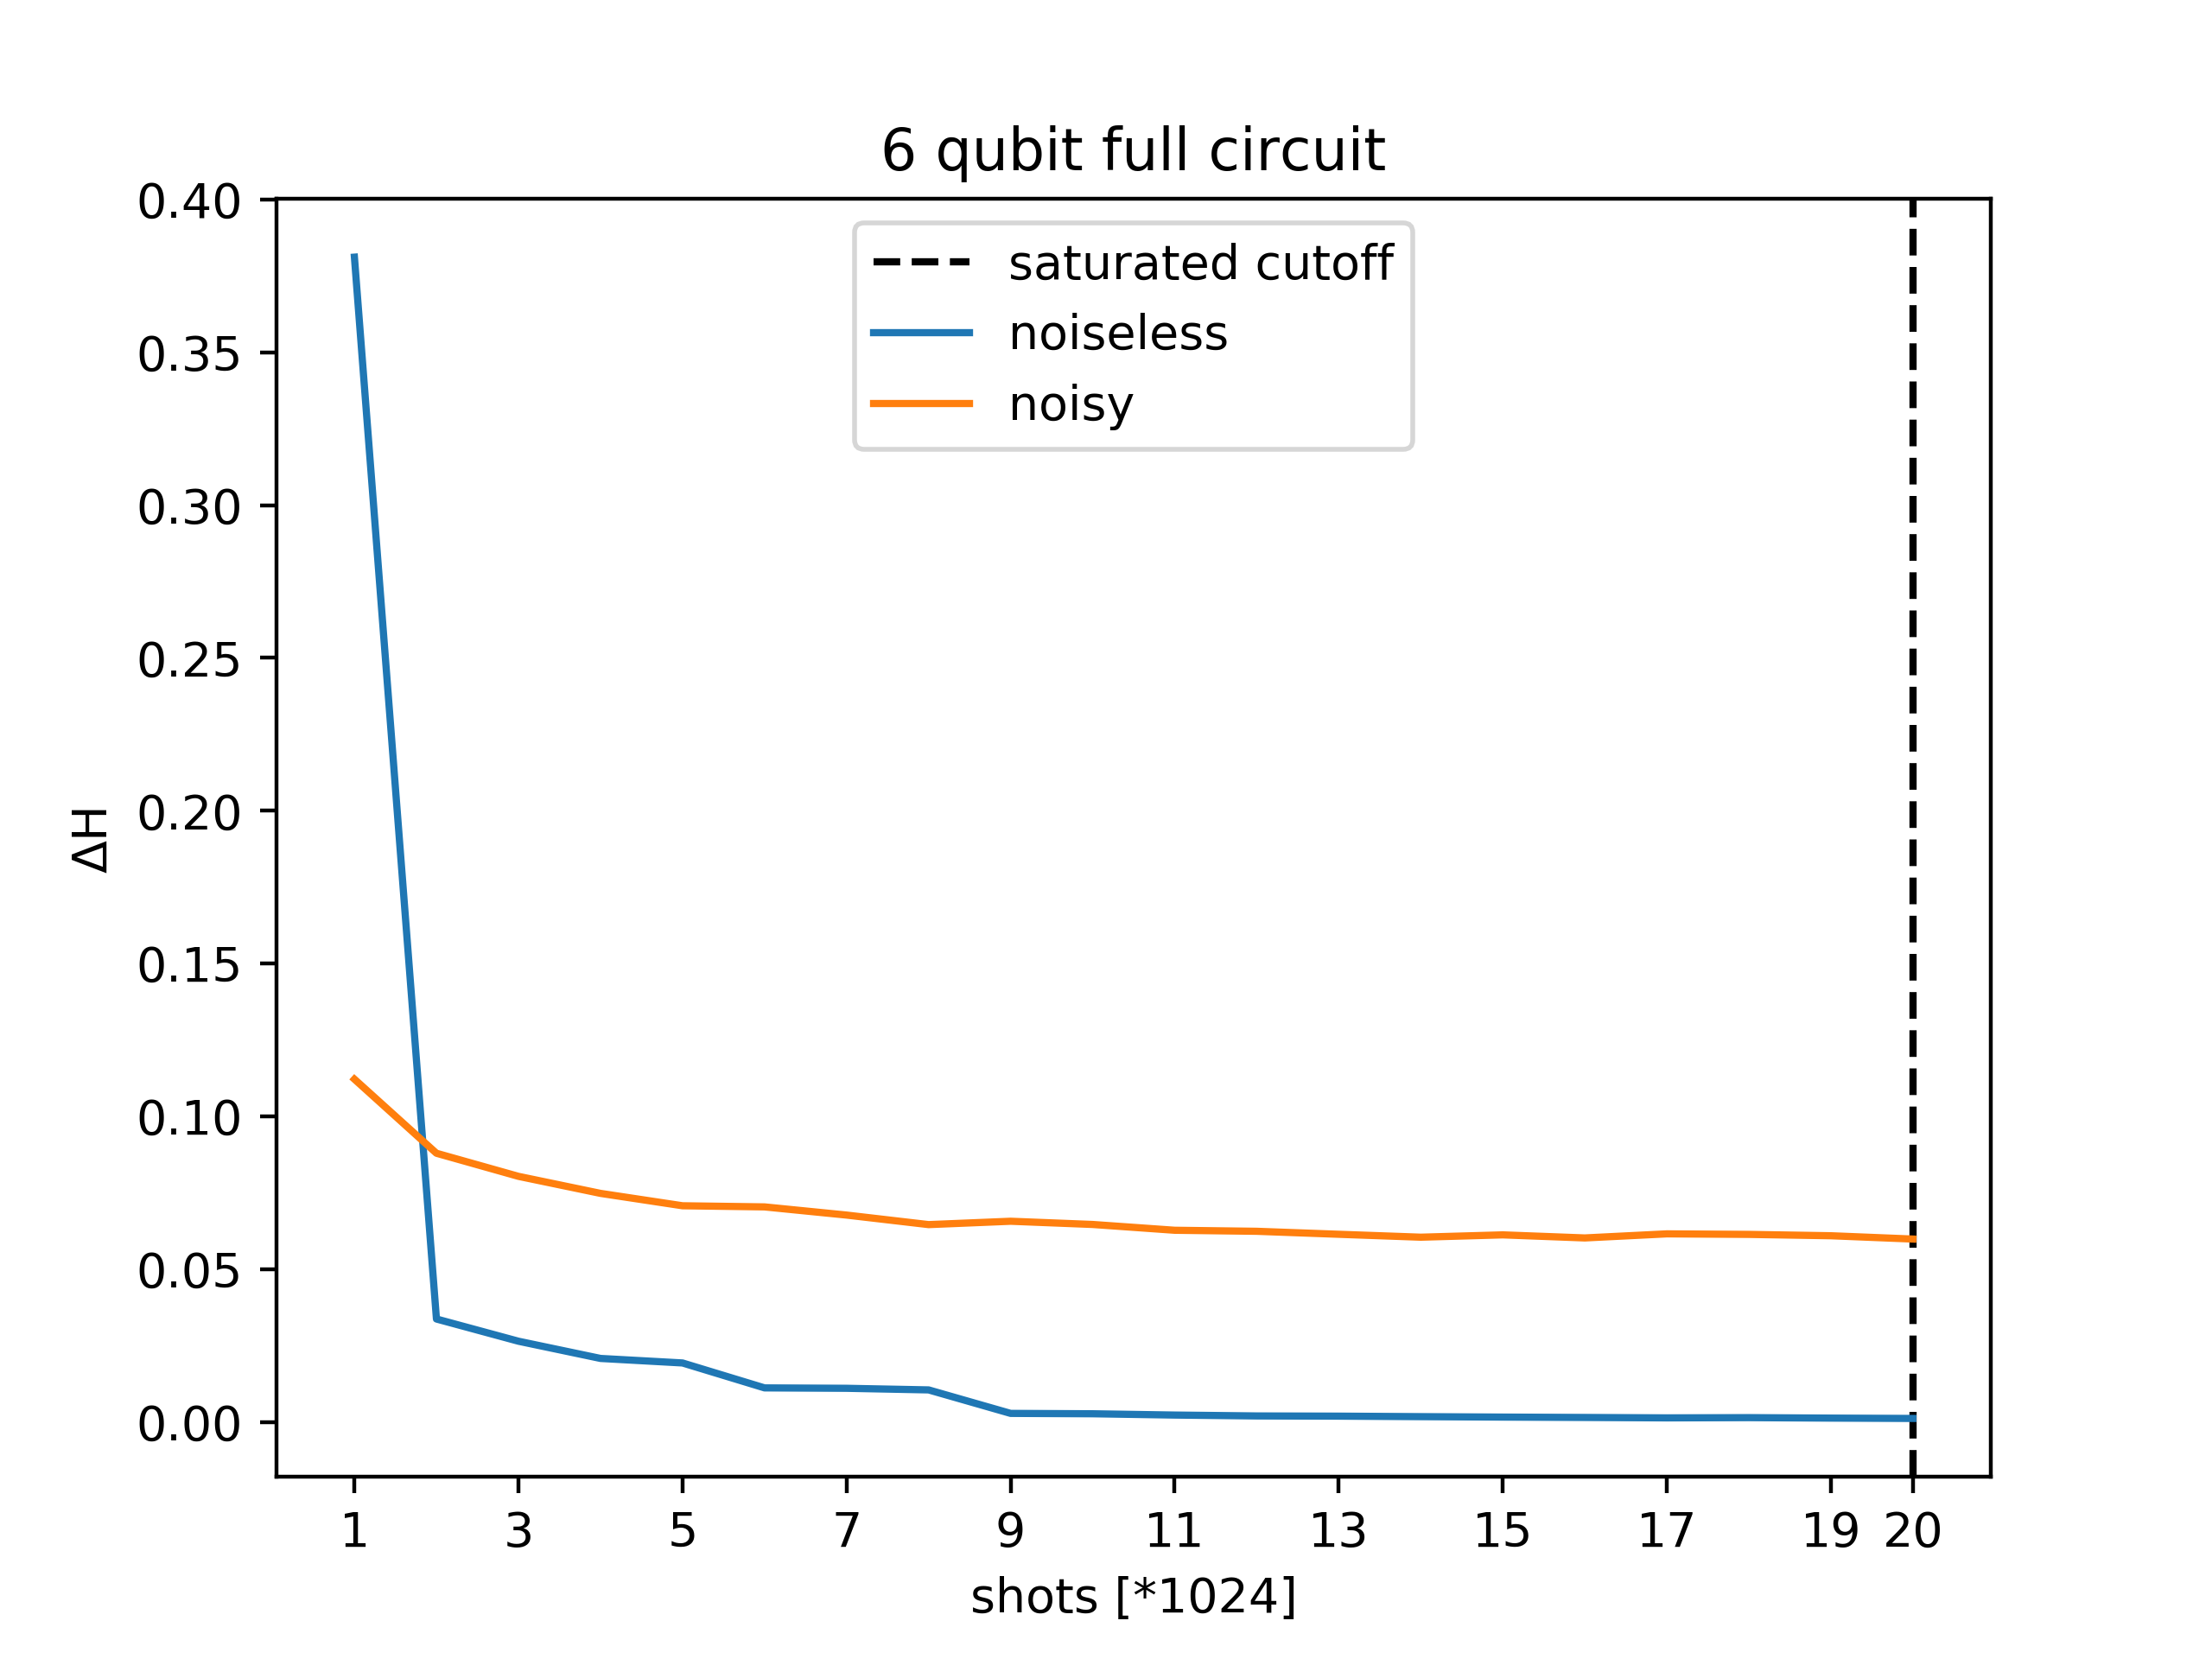 6 qubit full circuit
saturated cutoff
noiseless
noisy
0.40
0.35
0.30
0.25
0.20
0.15
0.10
0.05
0.00
ΔH
1 3 5 7 9 11 13 15 17 19 20
shots [*1024]